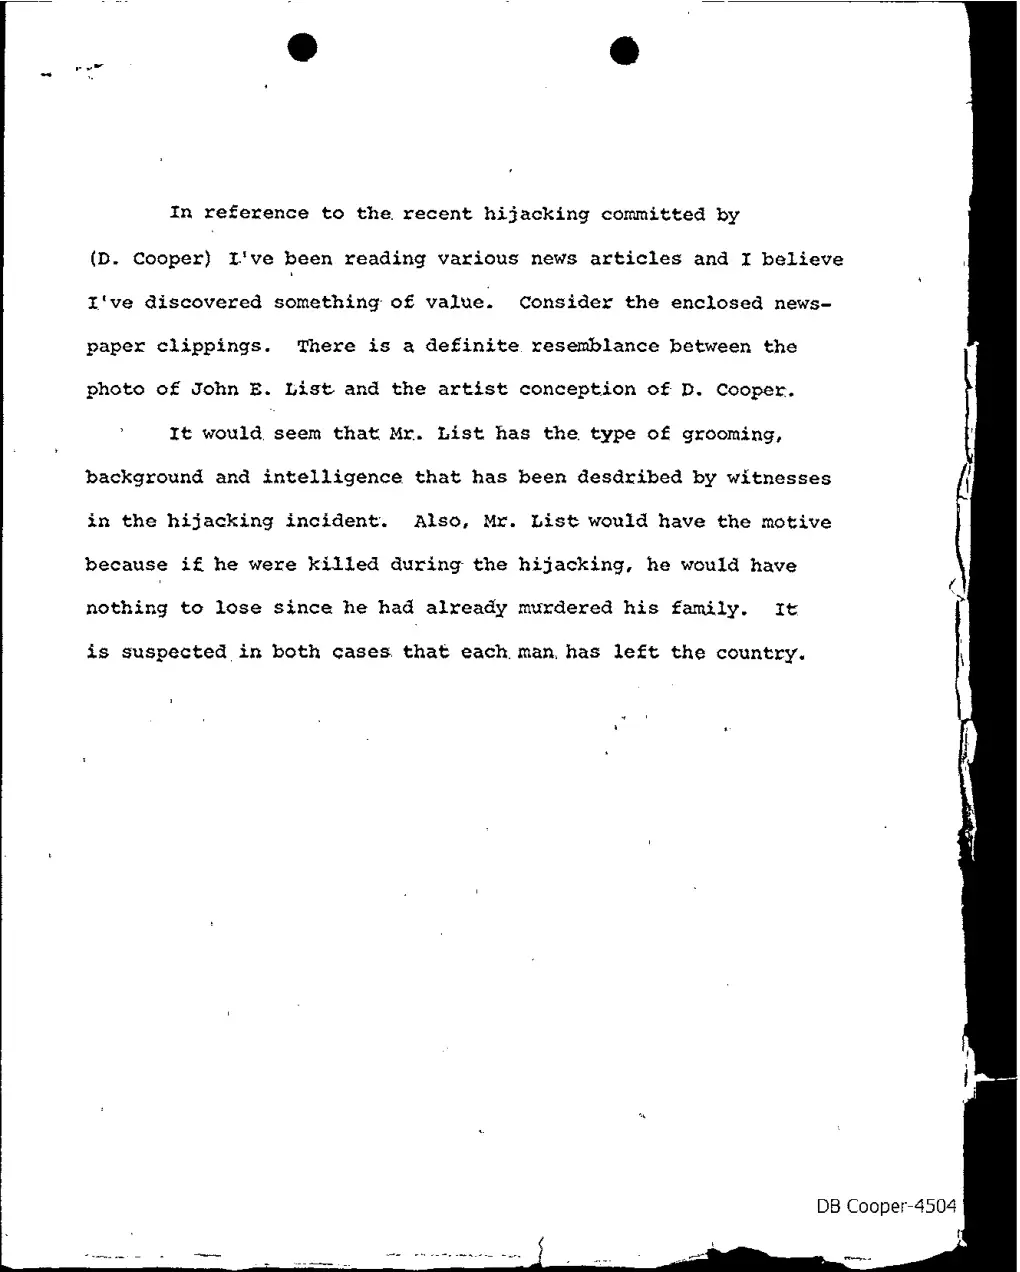 In reference to the recent hijacking committed by
(D. Cooper) I've been reading various news articles and I believe
I've discovered something of value. Consider the enclosed news-
paper clippings. There is a definite resemblance between the
photo of John E. List and the artist conception of D. Cooper.
It would seem that Mr. List has the type of grooming,
background and intelligence that has been desdribed by witnesses
in the hijacking incident. Also, Mr. List would have the motive
because if he were killed during the hijacking, he would have
nothing to lose since he had already murdered his family. It
is suspected in both cases that each man has left the country.
DB Cooper-4504